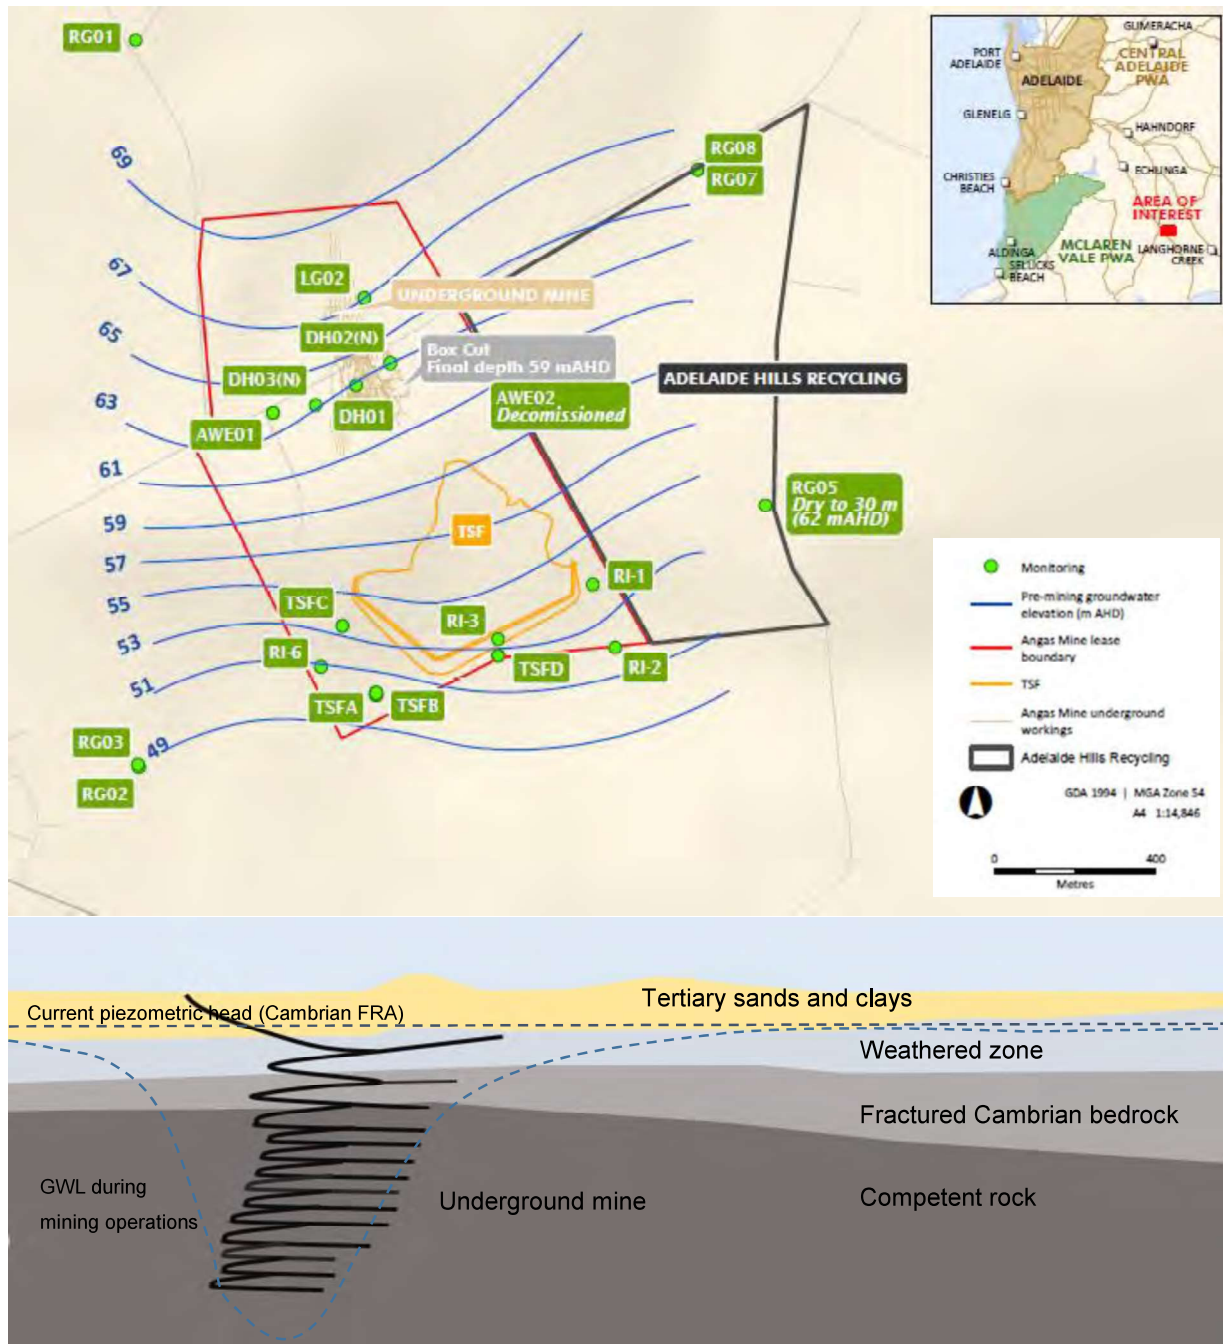 RG01
69
67
65
63
61
59
57
55
53
51
49
RG08
RG07
LG02
UNDERGROUND MINE
DH02(N)
Box Cut
Final depth 59 mAHD
DH03(N)
DH01
AWE01
AWE02
Decomissioned
ADELAIDE HILLS RECYCLING
RG05
Dry to 30 m
(62 mAHD)
TSF
RI-1
TSFC
RI-3
RI-6
TSFD
RI-2
TSFA
TSFB
RG03
RG02
GUMERACHA
PORT
ADELAIDE
CENTRAL
ADELAIDE
PWA
ADELAIDE
GLENELG
HAHNDORF
ECHUNGA
CHRISTIES
BEACH
AREA OF
INTEREST
ALDINGA
SELLICKS
BEACH
MCLAREN
VALE PWA
LANGHORNE
CREEK
Monitoring
Pre-mining groundwater
elevation (m AHD)
Angas Mine lease
boundary
TSF
Angas Mine underground
workings
Adelaide Hills Recycling
GDA 1994 | MGA Zone 54
A4 1:14,846
0 400
Metres
Current piezometric head (Cambrian FRA)
Tertiary sands and clays
Weathered zone
Fractured Cambrian bedrock
GWL during
mining operations
Underground mine
Competent rock